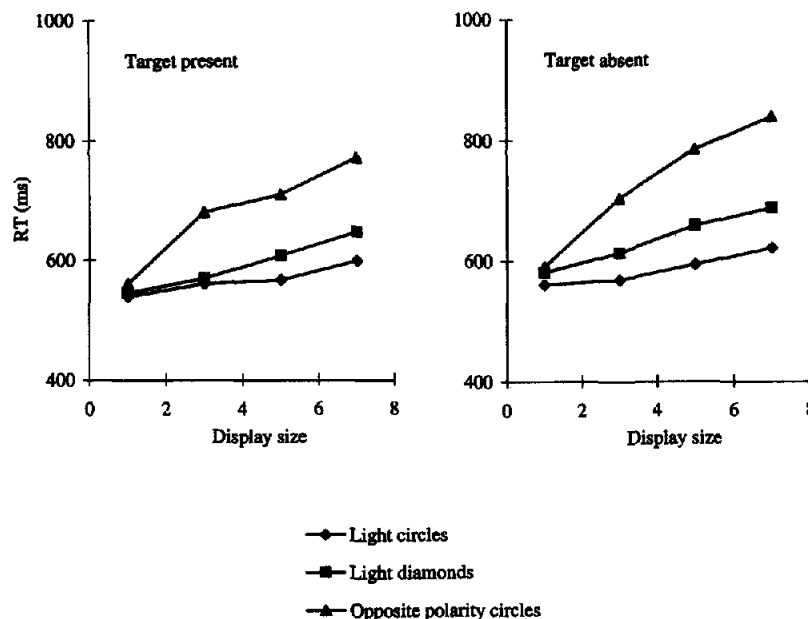 1000
Target present
800
RT (ms)
600
400
0 2 4 6 8
Display size
1000
Target absent
800
600
400
0 2 4 6 8
Display size
Light circles
Light diamonds
Opposite polarity circles